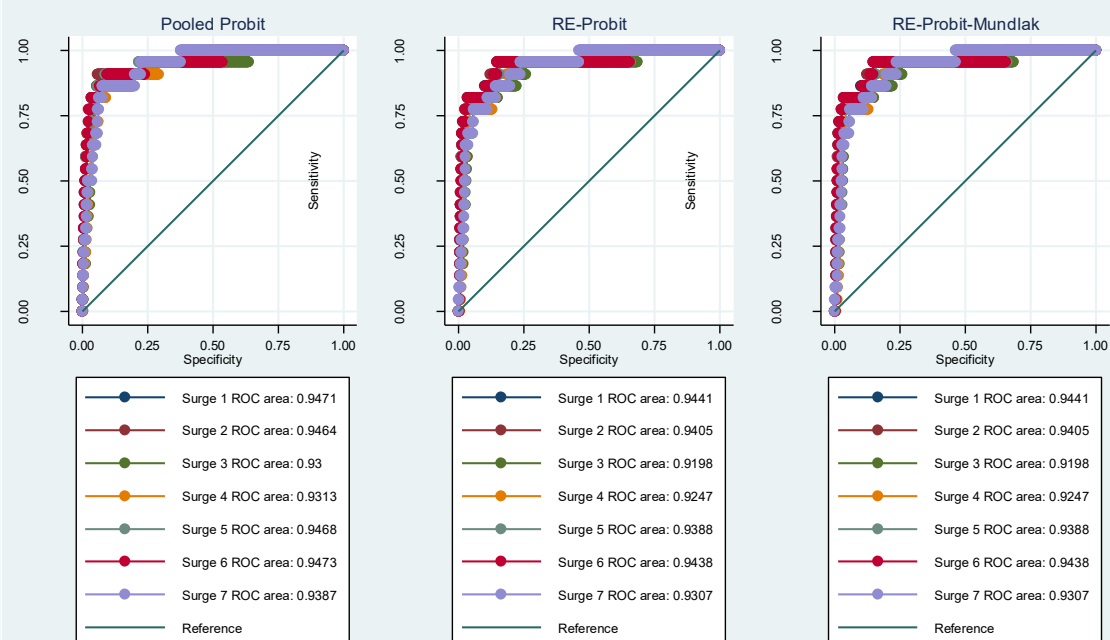 Pooled Probit
1.00
0.75
0.50
0.25
0.00
0.00 0.25 0.50 0.75 1.00
Specificity
Surge 1 ROC area: 0.9471
Surge 2 ROC area: 0.9464
Surge 3 ROC area: 0.93
Surge 4 ROC area: 0.9313
Surge 5 ROC area: 0.9468
Surge 6 ROC area: 0.9473
Surge 7 ROC area: 0.9387
Reference
RE-Probit
Sensitivity
1.00
0.75
0.50
0.25
0.00
0.00 0.25 0.50 0.75 1.00
Specificity
Surge 1 ROC area: 0.9441
Surge 2 ROC area: 0.9405
Surge 3 ROC area: 0.9198
Surge 4 ROC area: 0.9247
Surge 5 ROC area: 0.9388
Surge 6 ROC area: 0.9438
Surge 7 ROC area: 0.9307
Reference
RE-Probit-Mundlak
Sensitivity
1.00
0.75
0.50
0.25
0.00
0.00 0.25 0.50 0.75 1.00
Specificity
Surge 1 ROC area: 0.9441
Surge 2 ROC area: 0.9405
Surge 3 ROC area: 0.9198
Surge 4 ROC area: 0.9247
Surge 5 ROC area: 0.9388
Surge 6 ROC area: 0.9438
Surge 7 ROC area: 0.9307
Reference